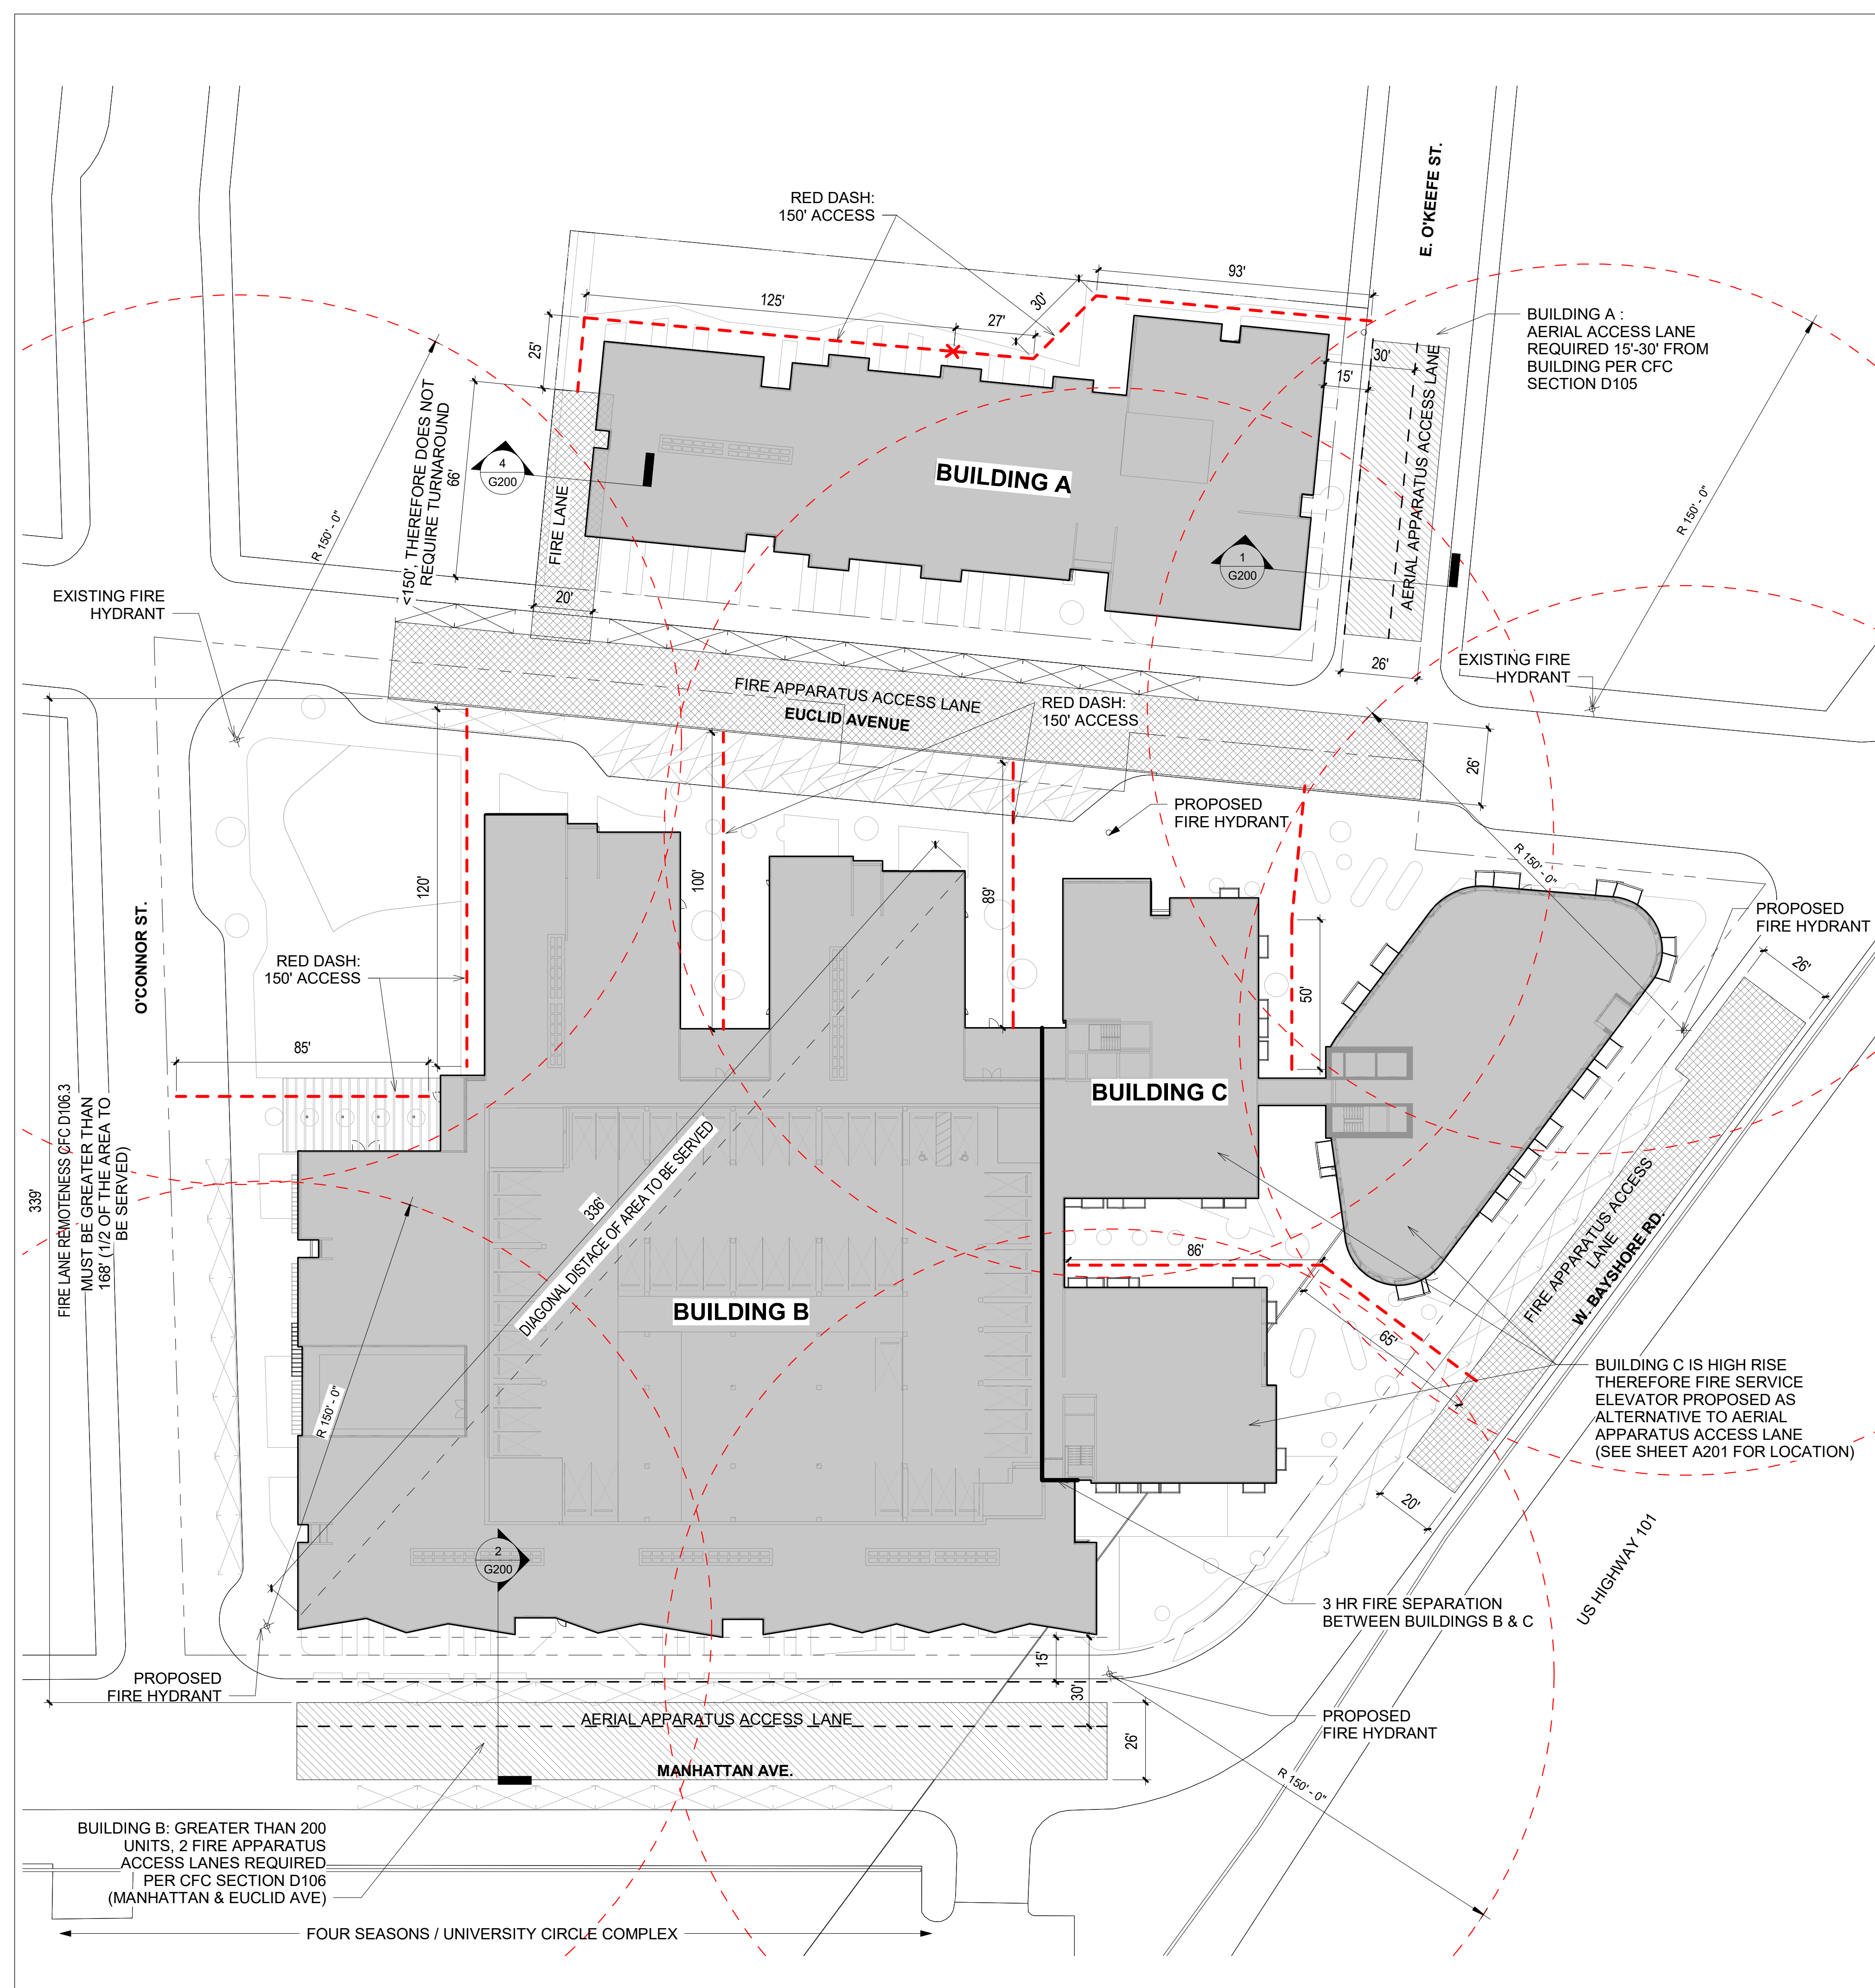 E. O'KEEFE ST.
RED DASH:
150' ACCESS
93'
125'
30'
27'
25'
BUILDING A :
AERIAL ACCESS LANE
REQUIRED 15'-30' FROM
BUILDING PER CFC
SECTION D105
30'
15'
AERIAL APPARATUS ACCESS LANE
R 150' - 0"
R 150' - 0"
<150', THEREFORE DOES NOT
REQUIRE TURNAROUND
66'
4
G200
FIRE LANE
BUILDING A
1
G200
20'
EXISTING FIRE
HYDRANT
26'
EXISTING FIRE
HYDRANT
FIRE APPARATUS ACCESS LANE
EUCLID AVENUE
RED DASH:
150' ACCESS
26'
PROPOSED
FIRE HYDRANT
R 150' - 0"
120'
100'
89'
PROPOSED
FIRE HYDRANT
26'
O'CONNOR ST.
RED DASH:
150' ACCESS
50'
85'
BUILDING C
339'
FIRE LANE REMOTENESS (CFC D106.3
MUST BE GREATER THAN
168' (1/2 OF THE AREA TO
BE SERVED)
336'
DIAGONAL DISTACE OF AREA TO BE SERVED
86'
FIRE APPARATUS ACCESS
LANE
W. BAYSHORE RD.
BUILDING B
65'
R 150' - 0"
BUILDING C IS HIGH RISE
THEREFORE FIRE SERVICE
ELEVATOR PROPOSED AS
ALTERNATIVE TO AERIAL
APPARATUS ACCESS LANE
(SEE SHEET A201 FOR LOCATION)
20'
US HIGHWAY 101
2
G200
3 HR FIRE SEPARATION
BETWEEN BUILDINGS B & C
15'
30'
PROPOSED
FIRE HYDRANT
AERIAL APPARATUS ACCESS LANE
PROPOSED
FIRE HYDRANT
26'
MANHATTAN AVE.
R 150' - 0"
BUILDING B: GREATER THAN 200
UNITS, 2 FIRE APPARATUS
ACCESS LANES REQUIRED
PER CFC SECTION D106
(MANHATTAN & EUCLID AVE)
FOUR SEASONS / UNIVERSITY CIRCLE COMPLEX